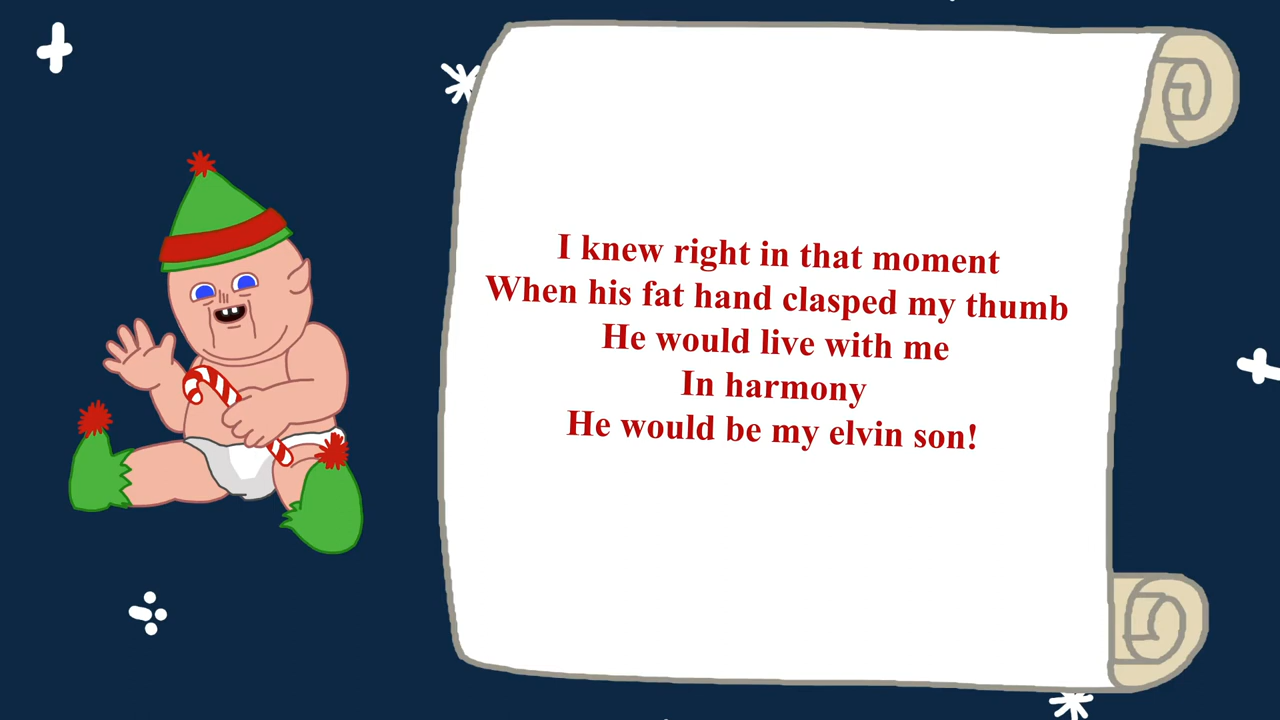 I knew right in that moment
When his fat hand clasped my thumb
He would live with me
In harmony
He would be my elvin son!